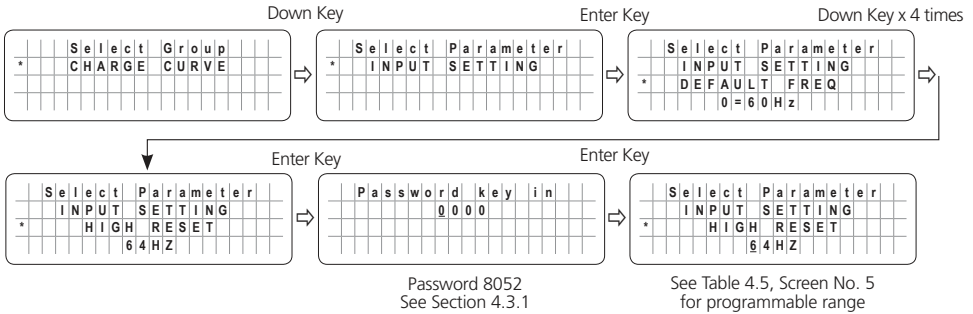 Down Key
Enter Key
Down Key x 4 times
Select Group
* CHARGE CURVE
Select Parameter
* INPUT SETTING
Select Parameter
INPUT SETTING
* DEFAULT FREQ
0=60Hz
Enter Key
Enter Key
Select Parameter
INPUT SETTING
* HIGH RESET
64HZ
Password key in
0000
Select Parameter
INPUT SETTING
* HIGH RESET
64HZ
Password 8052
See Section 4.3.1
See Table 4.5, Screen No. 5
for programmable range